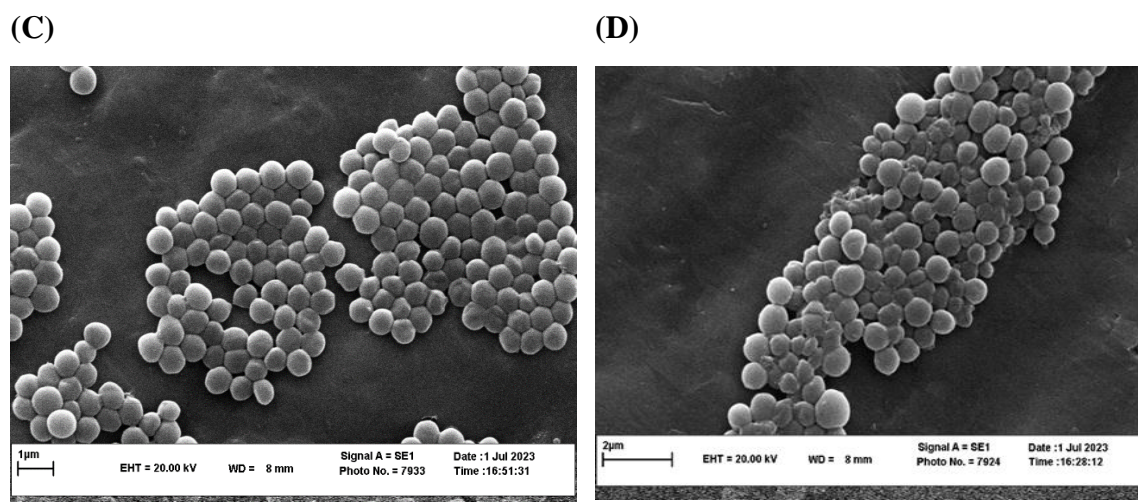 (C)
(D)
1µm
EHT = 20.00 kV
WD = 8 mm
Signal A = SE1
Photo No. = 7933
Date :1 Jul 2023
Time :16:51:31
2µm
EHT = 20.00 kV
WD = 8 mm
Signal A = SE1
Photo No. = 7924
Date :1 Jul 2023
Time :16:28:12